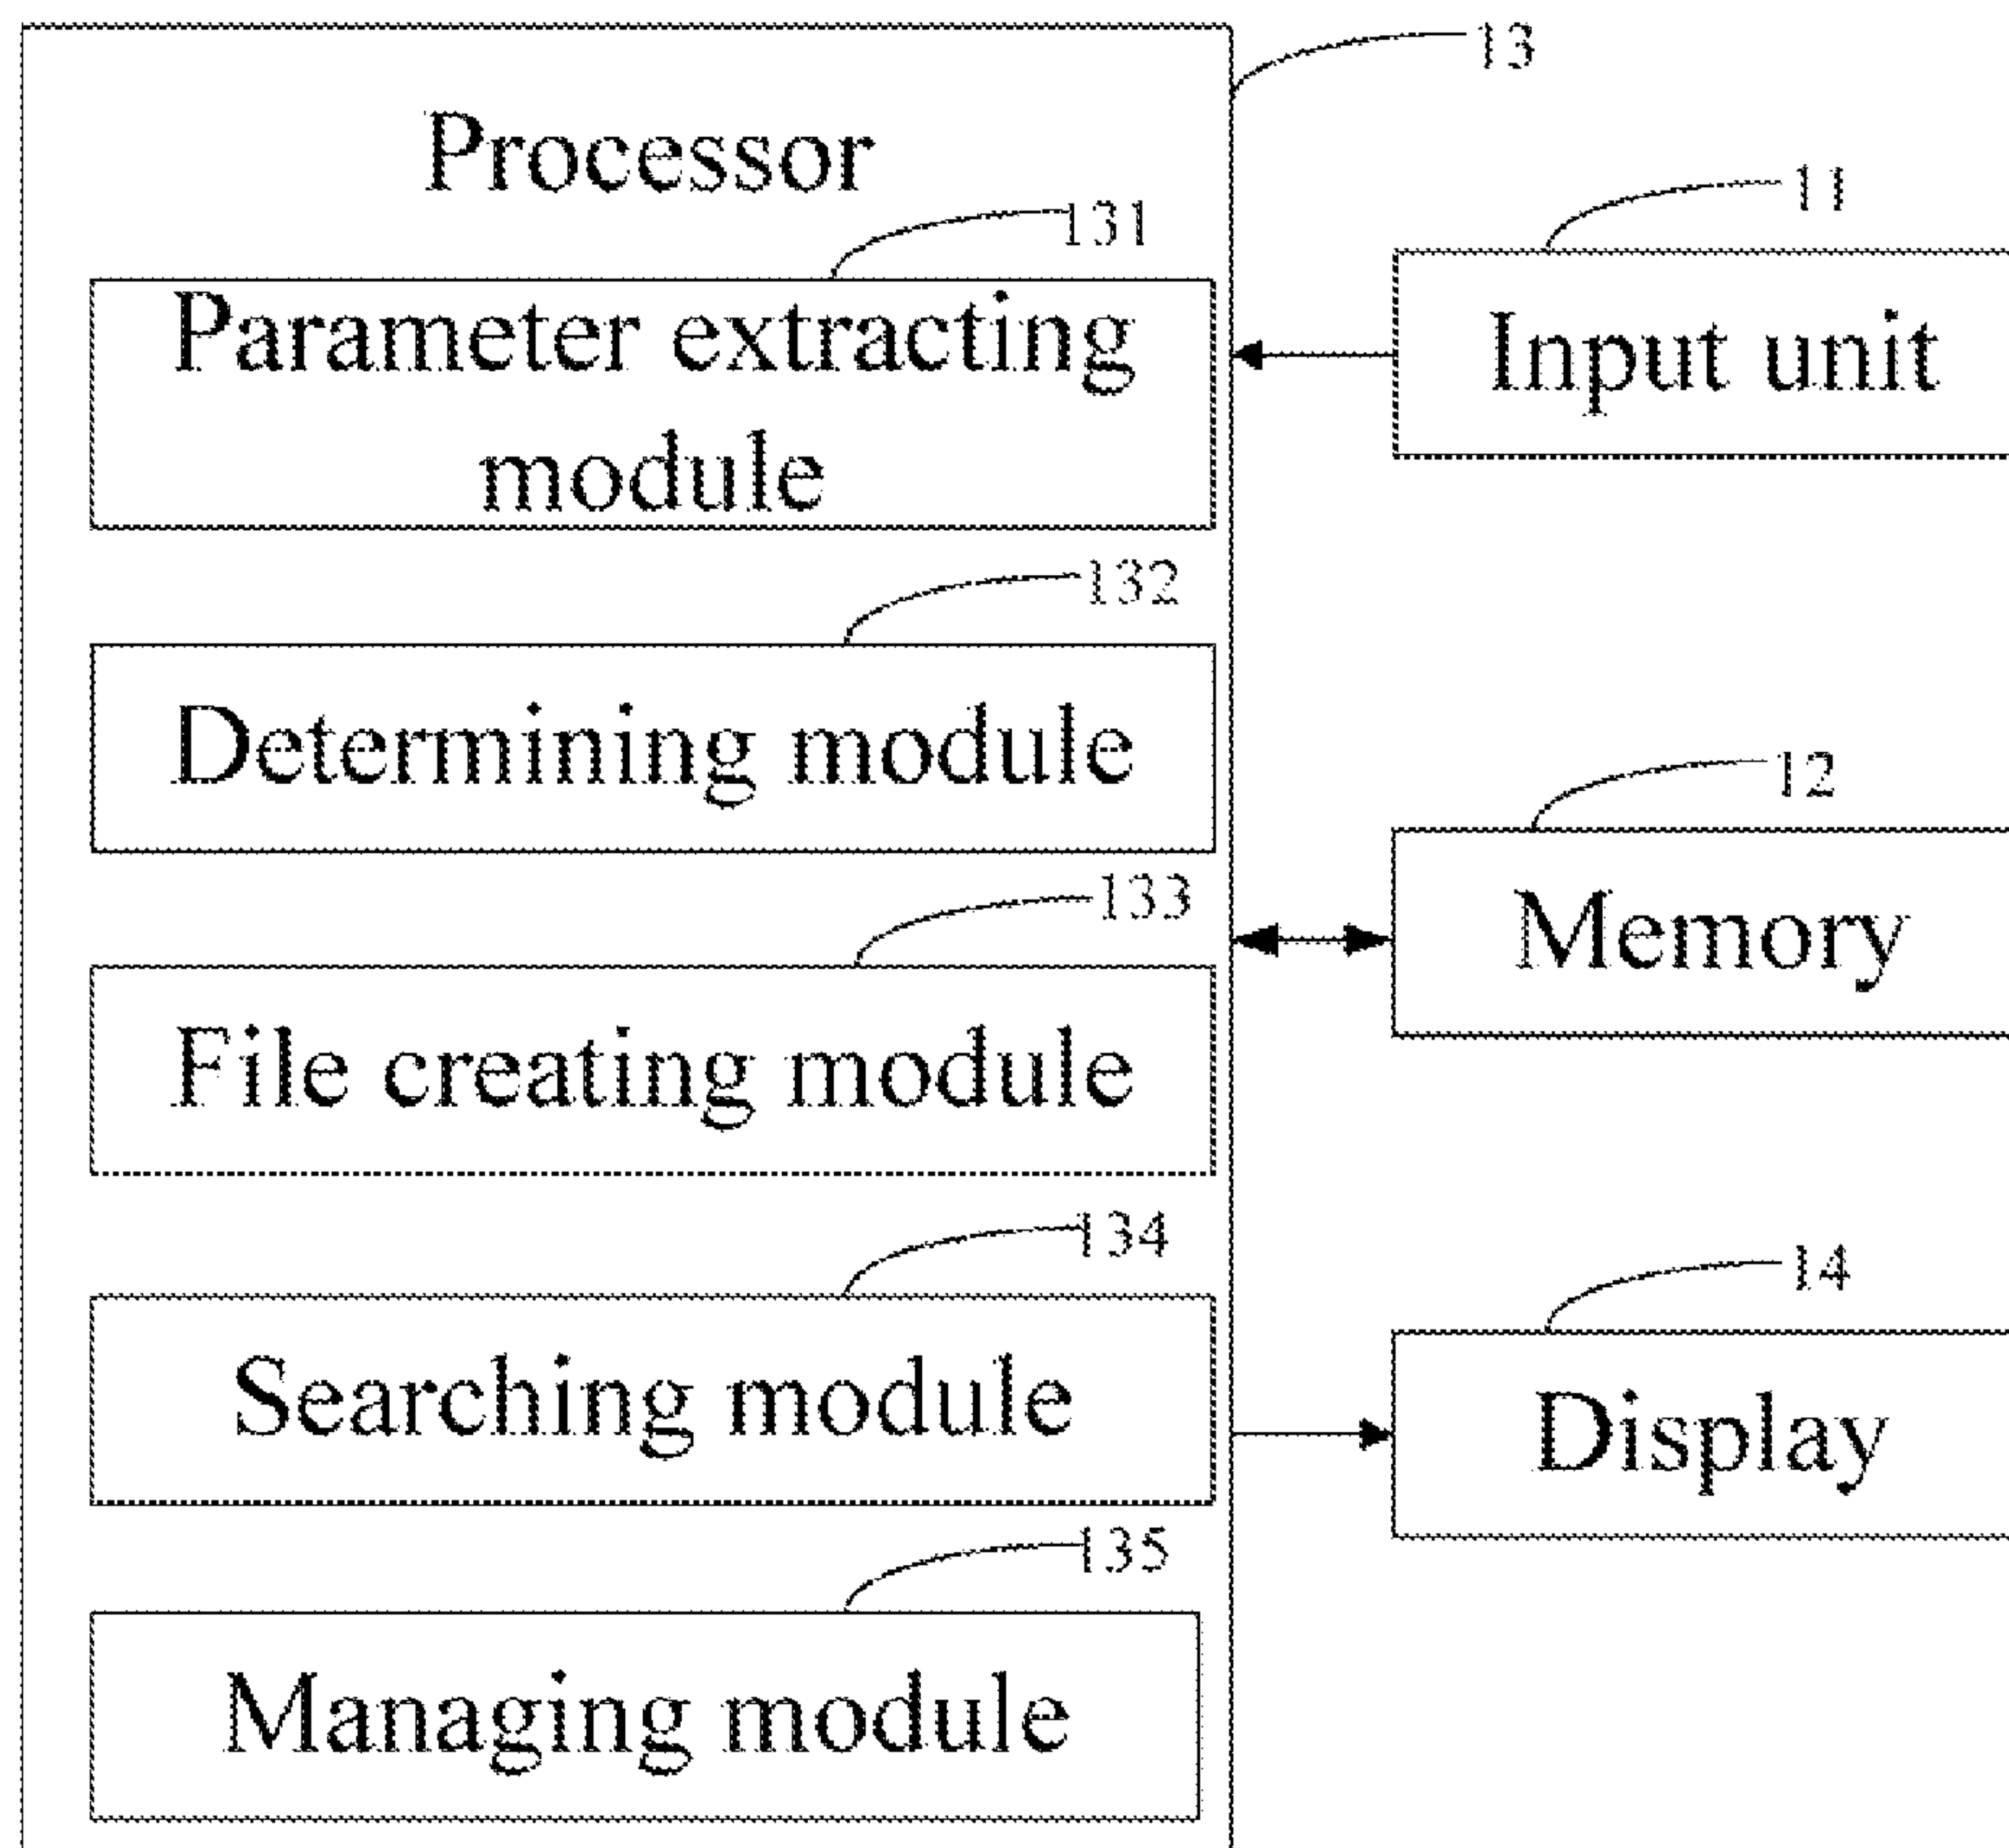 13
Processor
131
Parameter extracting
module
132
Determining module
133
File creating module
134
Searching module
135
Managing module
11
Input unit
12
Memory
14
Display